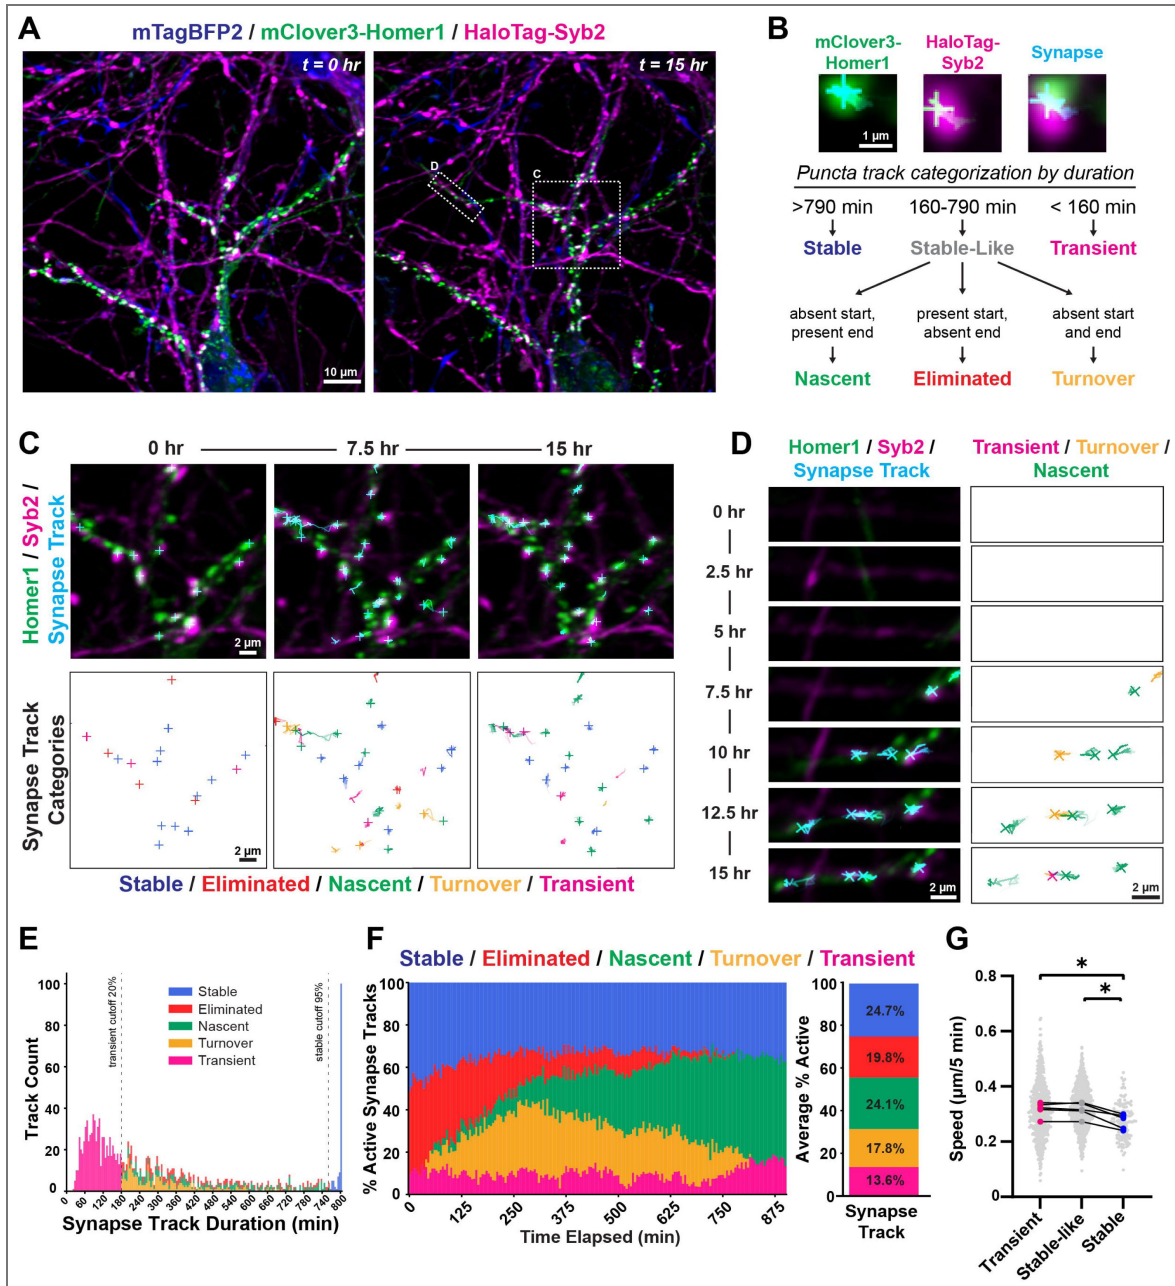 A
mTagBFP2 / mClover3-Homer1 / HaloTag-Syb2
t = 0 hr
t = 15 hr
D
C
10 µm
B
mClover3-
Homer1
HaloTag-
Syb2
Synapse
1 µm
Puncta track categorization by duration
>790 min
160-790 min
< 160 min
Stable
Stable-Like
Transient
absent start,
present end
present start,
absent end
absent start
and end
Nascent
Eliminated
Turnover
C
0 hr
7.5 hr
15 hr
Homer1 / Syb2 /
Synapse Track
2 µm
Synapse Track
Categories
2 µm
Stable / Eliminated / Nascent / Turnover / Transient
D
Homer1 / Syb2 /
Synapse Track
Transient / Turnover /
Nascent
0 hr
2.5 hr
5 hr
7.5 hr
10 hr
12.5 hr
15 hr
2 µm
2 µm
E
Track Count
100
80
60
40
20
0
transient cutoff 20%
stable cutoff 95%
Stable
Eliminated
Nascent
Turnover
Transient
0 60 120 180 240 300 360 420 480 540 600 660 740 800
Synapse Track Duration (min)
F
Stable / Eliminated / Nascent / Turnover / Transient
% Active Synapse Tracks
100
80
60
40
20
0
0 125 250 375 500 625 750 875
Time Elapsed (min)
Average % Active
100
80
60
40
20
0
24.7%
19.8%
24.1%
17.8%
13.6%
Synapse
Track
G
Speed (µm/5 min)
0.8
0.6
0.4
0.2
0
*
*
Transient
Stable-like
Stable